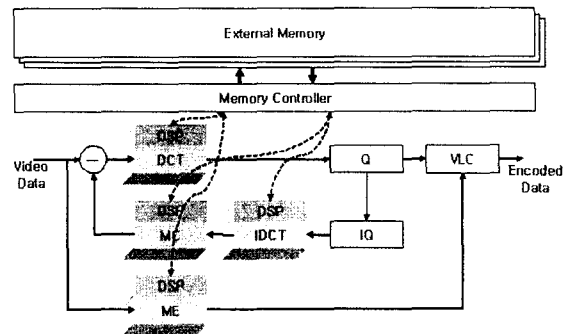 External Memory
Memory Controller
DSP
DCT
Q
VLC
Video
Data
Encoded
Data
DSP
MC
DSP
IDCT
IQ
DSP
ME